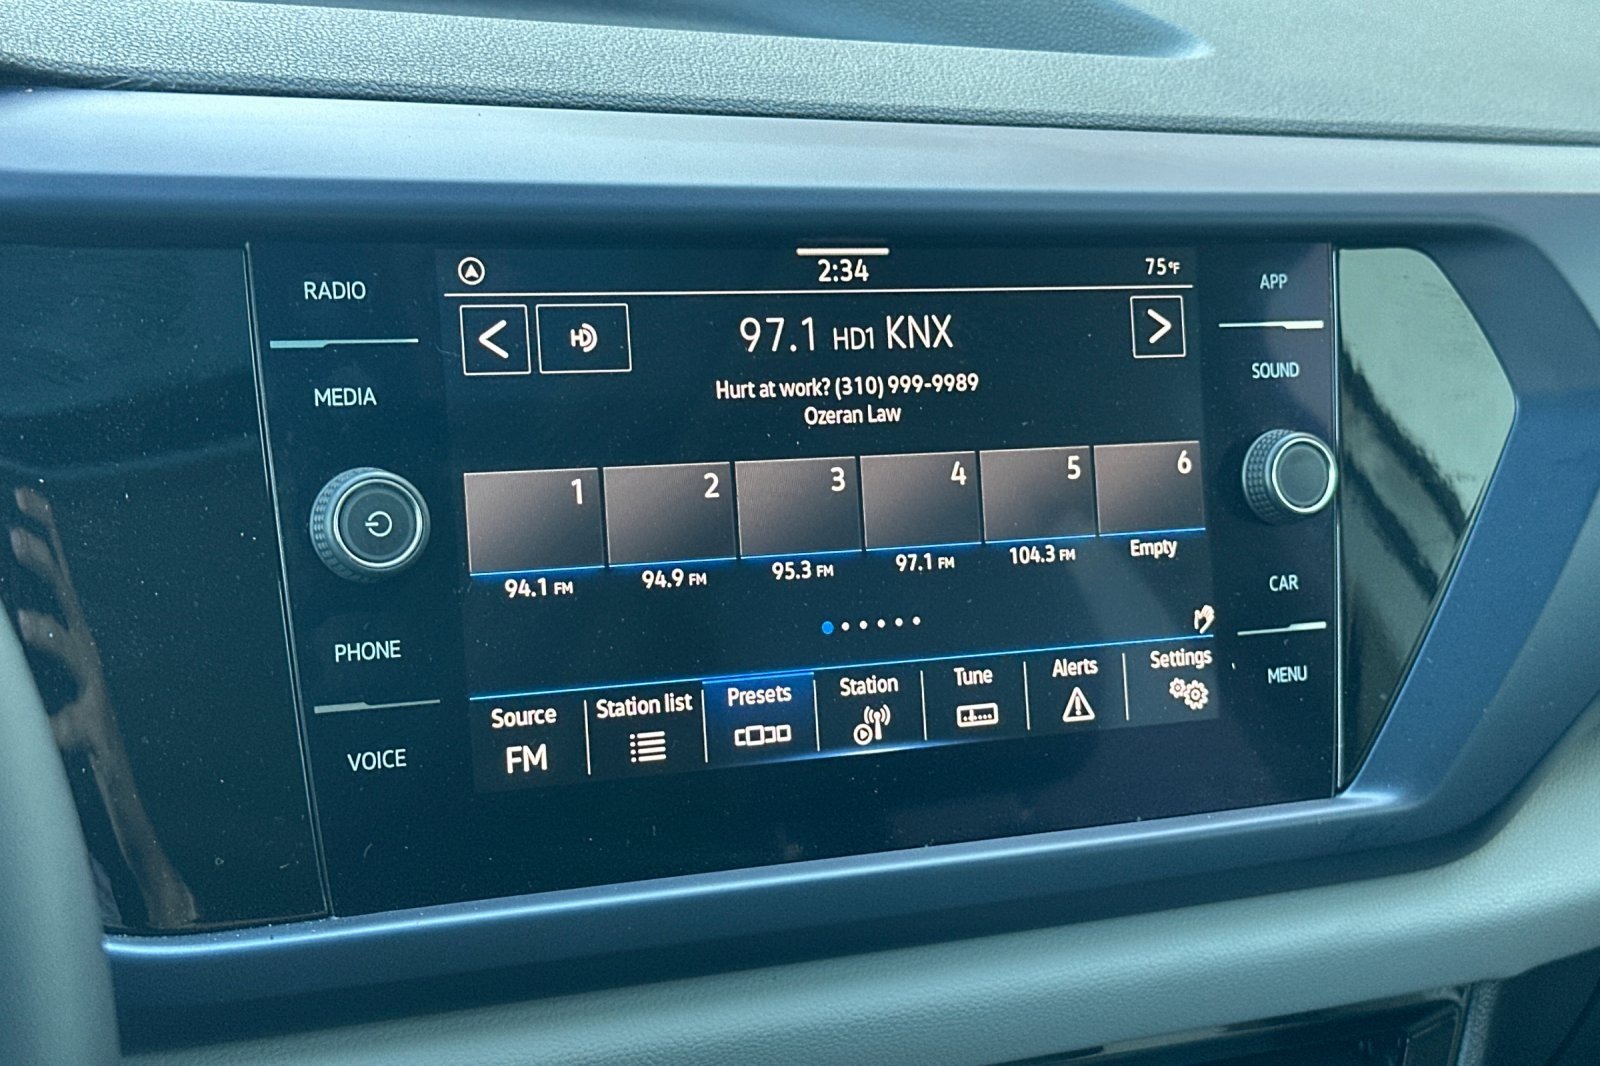 RADIO
MEDIA
PHONE
VOICE
2:34
75°F
HD
97.1 HD1 KNX
Hurt at work? (310) 999-9989
Ozeran Law
1 2 3 4 5 6
94.1 FM 94.9 FM 95.3 FM 97.1 FM 104.3 FM Empty
Source Station list Presets Station Tune Alerts Settings
FM
APP
SOUND
CAR
MENU